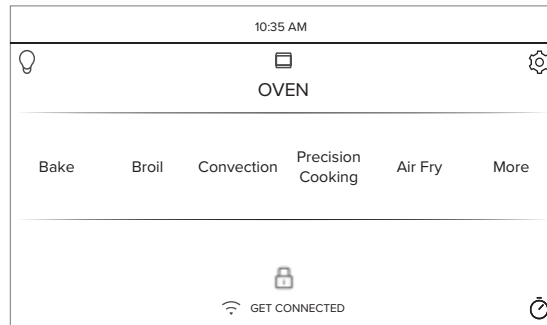 10:35 AM
OVEN
Bake Broil Convection Precision Cooking Air Fry More
GET CONNECTED